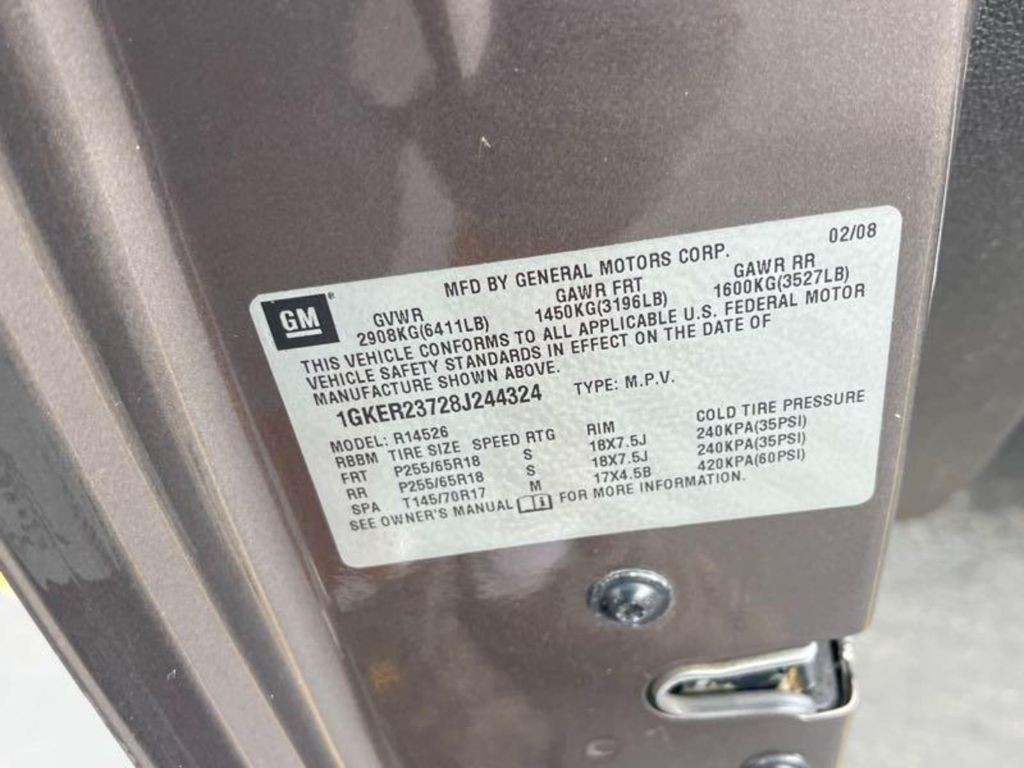 02/08
MFD BY GENERAL MOTORS CORP.
GM®
GVWR GAWR FRT GAWR RR
2908KG(6411LB) 1450KG(3196LB) 1600KG(3527LB)
THIS VEHICLE CONFORMS TO ALL APPLICABLE U.S. FEDERAL MOTOR
VEHICLE SAFETY STANDARDS IN EFFECT ON THE DATE OF
MANUFACTURE SHOWN ABOVE.
1GKER23728J244324 TYPE: M.P.V.
MODEL: R14526
RBBM TIRE SIZE SPEED RTG RIM COLD TIRE PRESSURE
FRT P255/65R18 S 18X7.5J 240KPA(35PSI)
RR P255/65R18 S 18X7.5J 240KPA(35PSI)
SPA T145/70R17 M 17X4.5B 420KPA(60PSI)
SEE OWNER'S MANUAL FOR MORE INFORMATION.